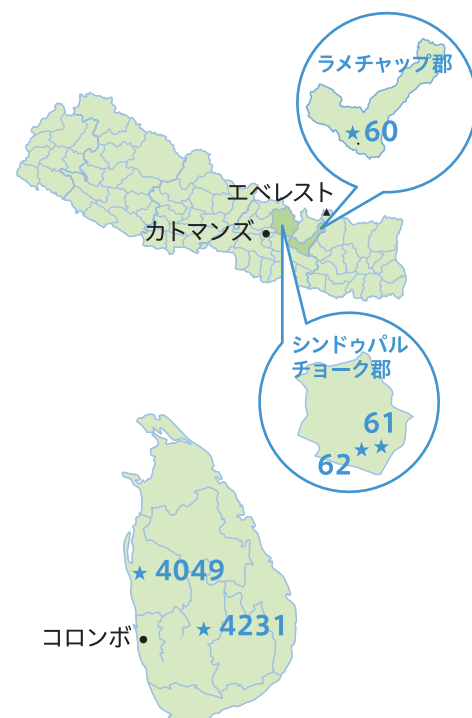 ラメチャップ郡
60
エベレスト
カトマンズ
シンドゥパル
チョーク郡
61
62
4049
4231
コロンボ